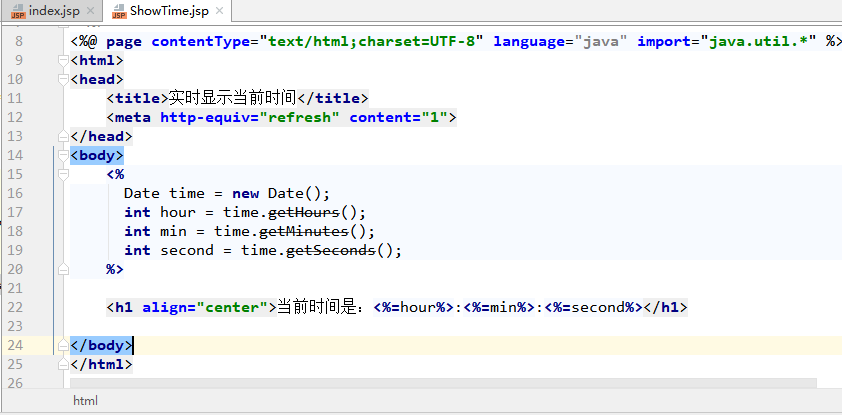 index.jsp ShowTime.jsp
8 <%@ page contentType="text/html;charset=UTF-8" language="java" import="java.util.*" %>
9 <html>
10 <head>
11 <title>实时显示当前时间</title>
12 <meta http-equiv="refresh" content="1">
13 </head>
14 <body>
15 <%
16 Date time = new Date();
17 int hour = time.getHours();
18 int min = time.getMinutes();
19 int second = time.getSeconds();
20 %>
21
22 <h1 align="center">当前时间是：<%=hour%>:<%=min%>:<%=second%></h1>
23
24 </body>
25 </html>
26
html